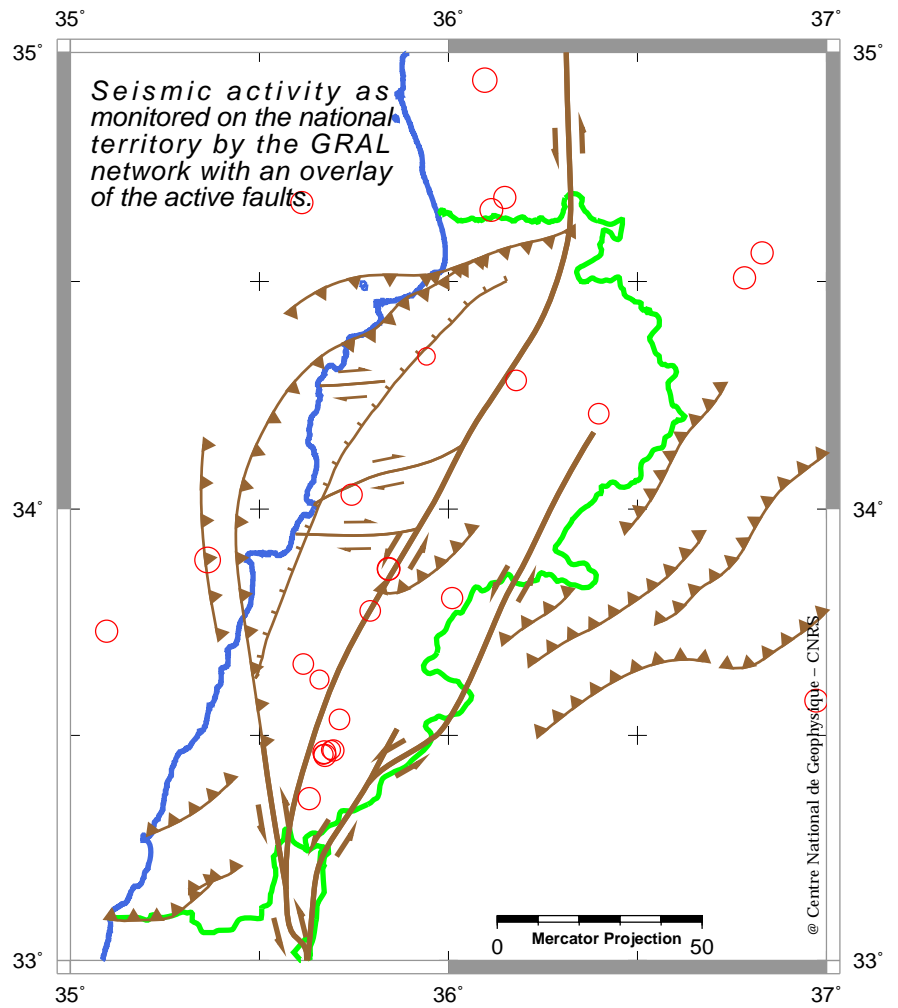 35°
36°
37°
35°
35°
Seismic activity as
monitored on the national
territory by the GRAL
network with an overlay
of the active faults.
34°
34°
@ Centre National de Geophysique – CNRS
Mercator Projection
0
50
33°
33°
35°
36°
37°